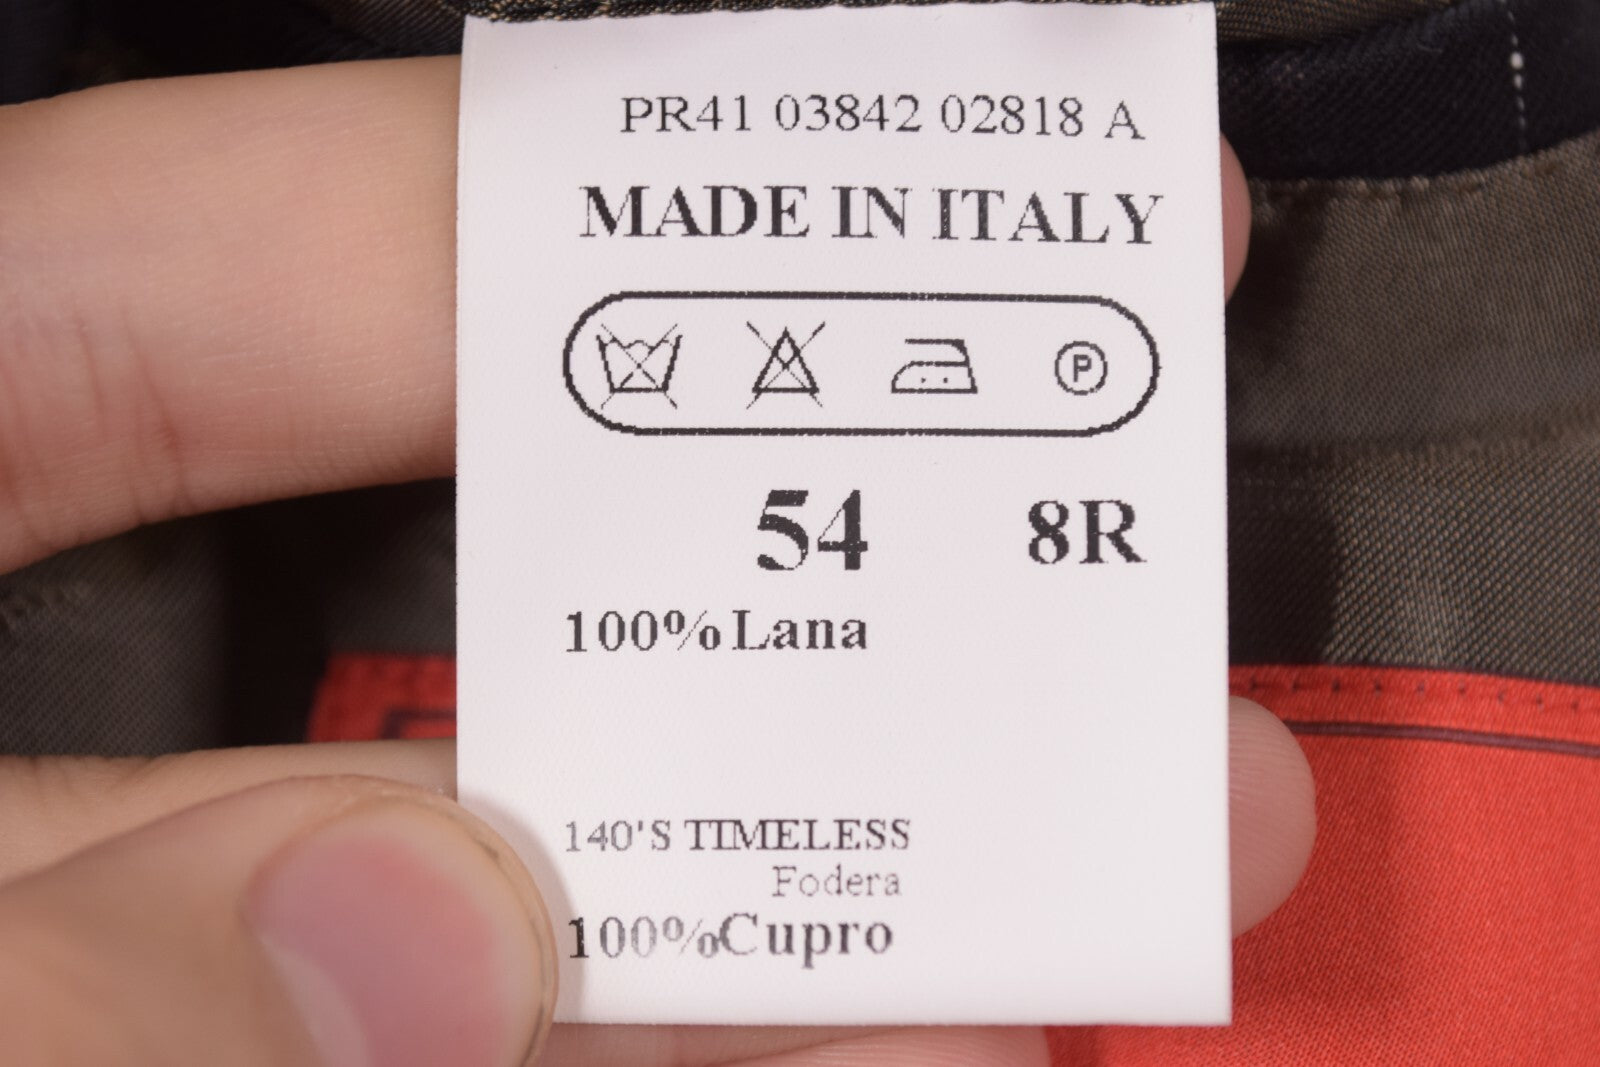 PR41 03842 02818 A
MADE IN ITALY
P
54 8R
100% Lana
140'S TIMELESS
Fodera
100%Cupro